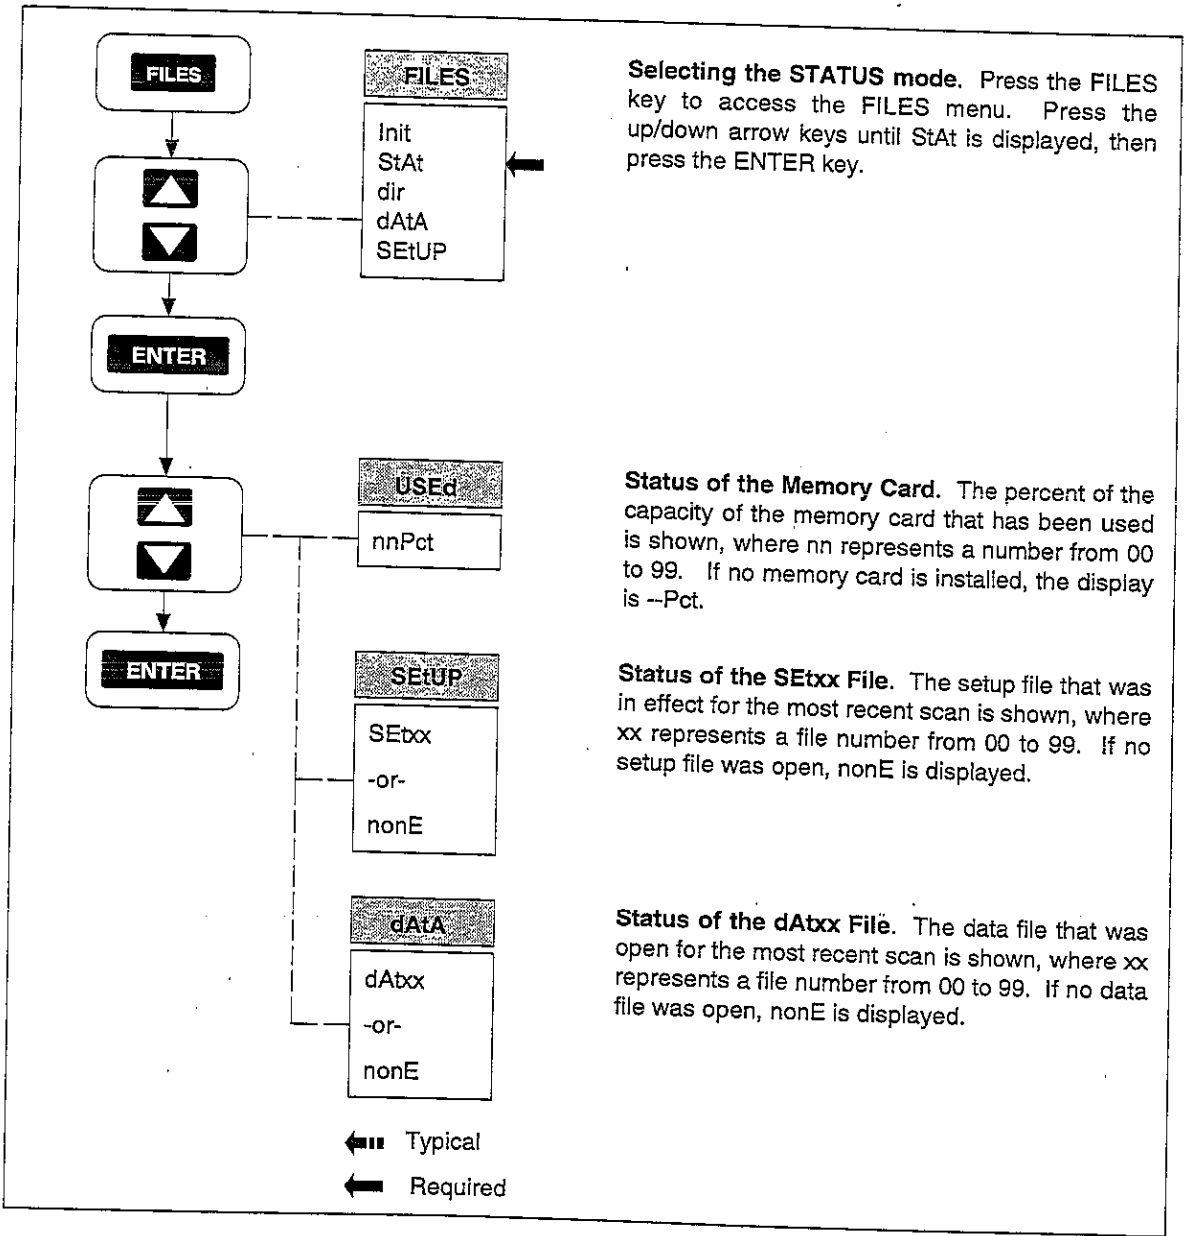 FILES
FILES
Init
StAt
dir
dAtA
SEtUP
Selecting the STATUS mode. Press the FILES
key to access the FILES menu. Press the
up/down arrow keys until StAt is displayed, then
press the ENTER key.
ENTER
USEd
nnPct
Status of the Memory Card. The percent of the
capacity of the memory card that has been used
is shown, where nn represents a number from 00
to 99. If no memory card is installed, the display
is --Pct.
ENTER
SEtUP
SEtxx
-or-
nonE
Status of the SEtxx File. The setup file that was
in effect for the most recent scan is shown, where
xx represents a file number from 00 to 99. If no
setup file was open, nonE is displayed.
dAtA
dAtxx
-or-
nonE
Status of the dAtxx File. The data file that was
open for the most recent scan is shown, where xx
represents a file number from 00 to 99. If no data
file was open, nonE is displayed.
Typical
Required